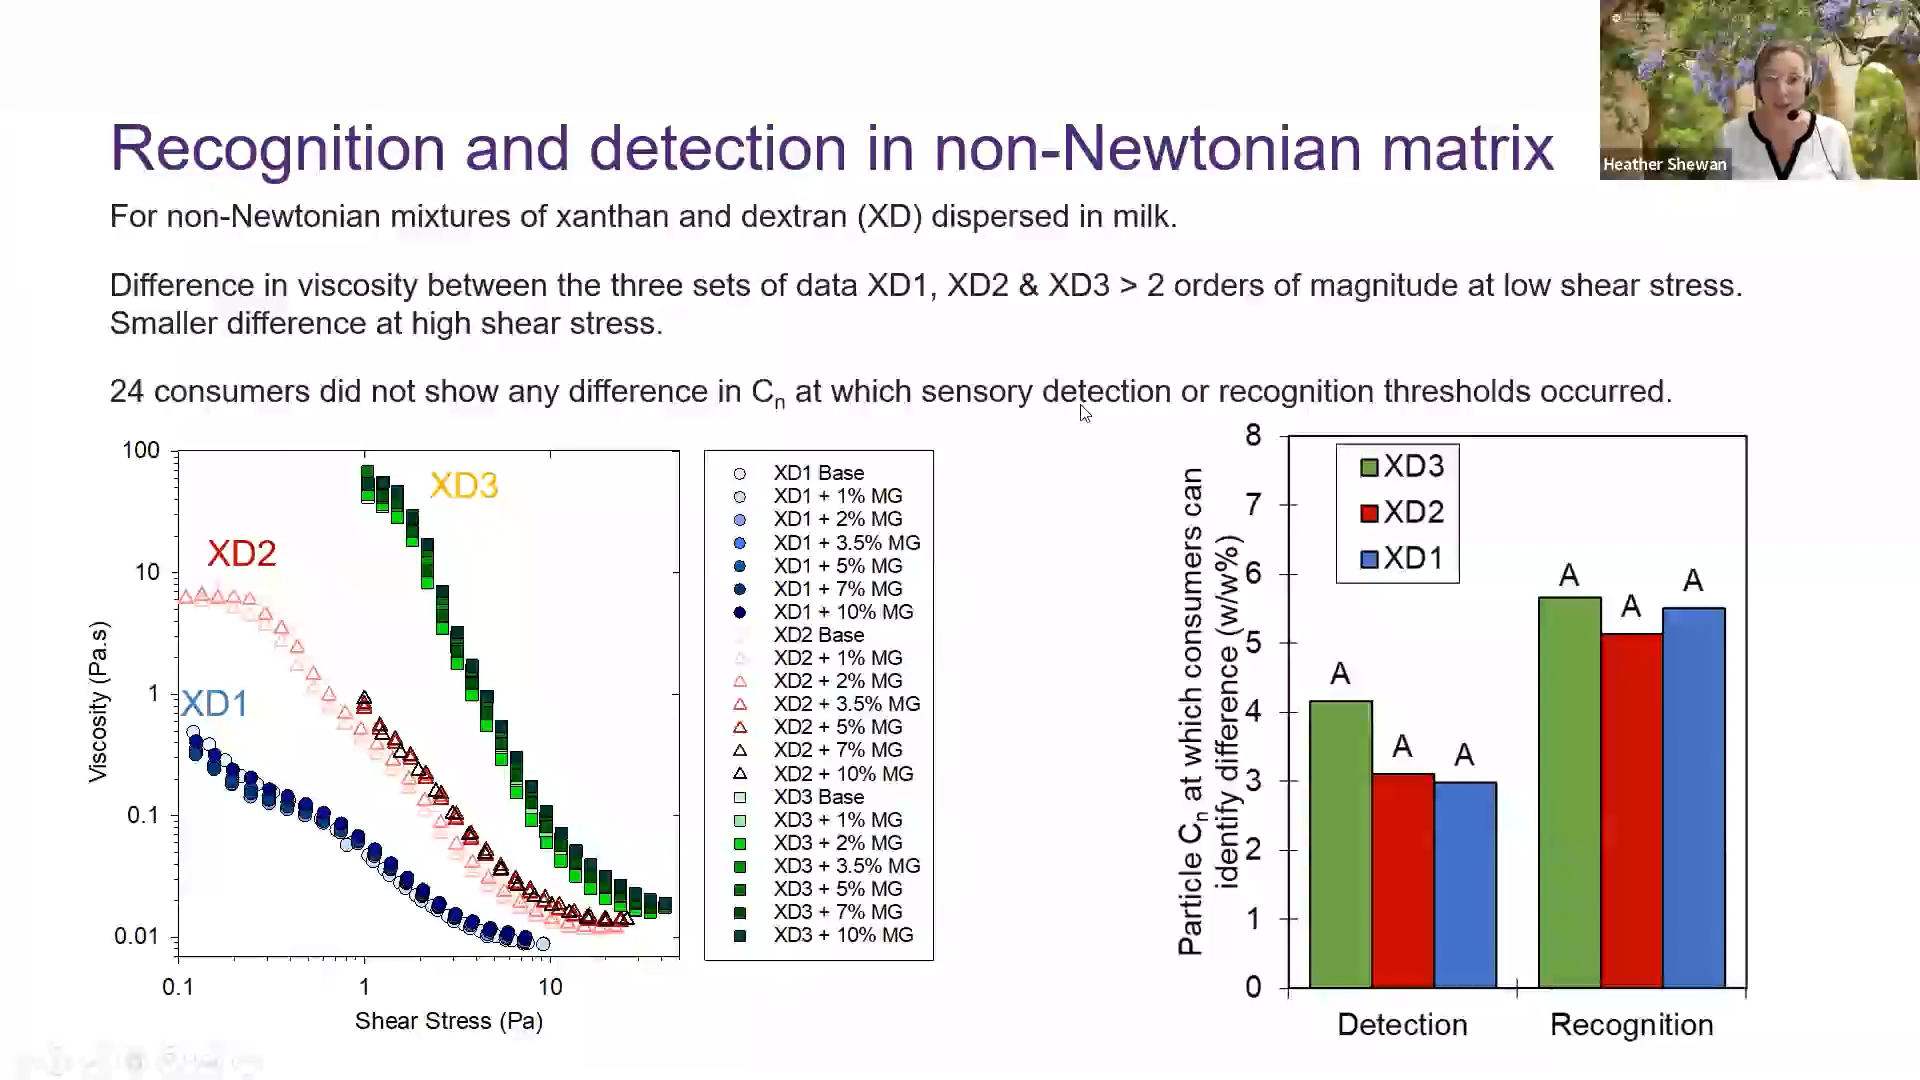 Heather Shewan
Recognition and detection in non-Newtonian matrix
For non-Newtonian mixtures of xanthan and dextran (XD) dispersed in milk.
Difference in viscosity between the three sets of data XD1, XD2 & XD3 > 2 orders of magnitude at low shear stress.
Smaller difference at high shear stress.
24 consumers did not show any difference in Cn at which sensory detection or recognition thresholds occurred.
Viscosity (Pa.s)
100
10
1
0.1
0.01
XD3
XD2
XD1
0.1
1
10
Shear Stress (Pa)
XD1 Base
XD1 + 1% MG
XD1 + 2% MG
XD1 + 3.5% MG
XD1 + 5% MG
XD1 + 7% MG
XD1 + 10% MG
XD2 Base
XD2 + 1% MG
XD2 + 2% MG
XD2 + 3.5% MG
XD2 + 5% MG
XD2 + 7% MG
XD2 + 10% MG
XD3 Base
XD3 + 1% MG
XD3 + 2% MG
XD3 + 3.5% MG
XD3 + 5% MG
XD3 + 7% MG
XD3 + 10% MG
Particle Cn at which consumers can
identify difference (w/w%)
8
7
6
5
4
3
2
1
0
XD3
XD2
XD1
A
A
A
A
A
A
Detection
Recognition